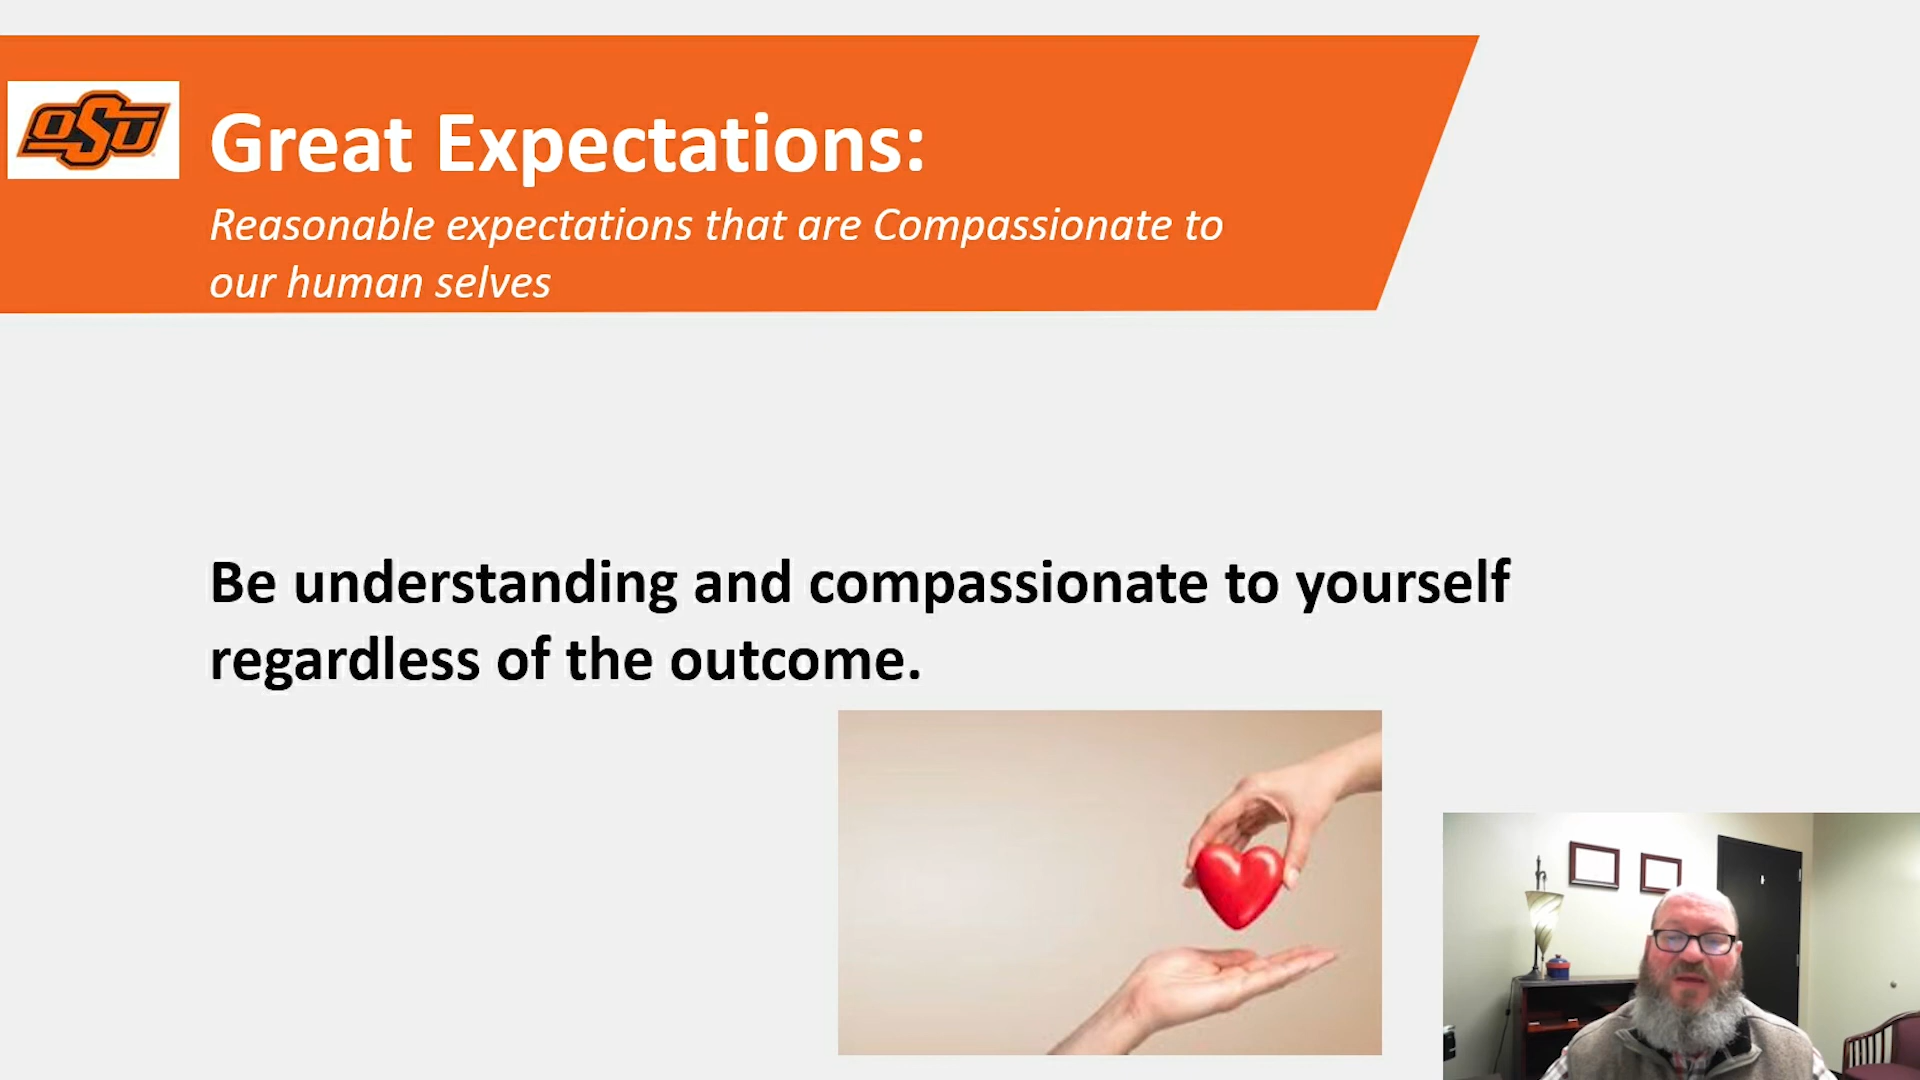 OSU
Great Expectations:
Reasonable expectations that are Compassionate to
our human selves
Be understanding and compassionate to yourself
regardless of the outcome.